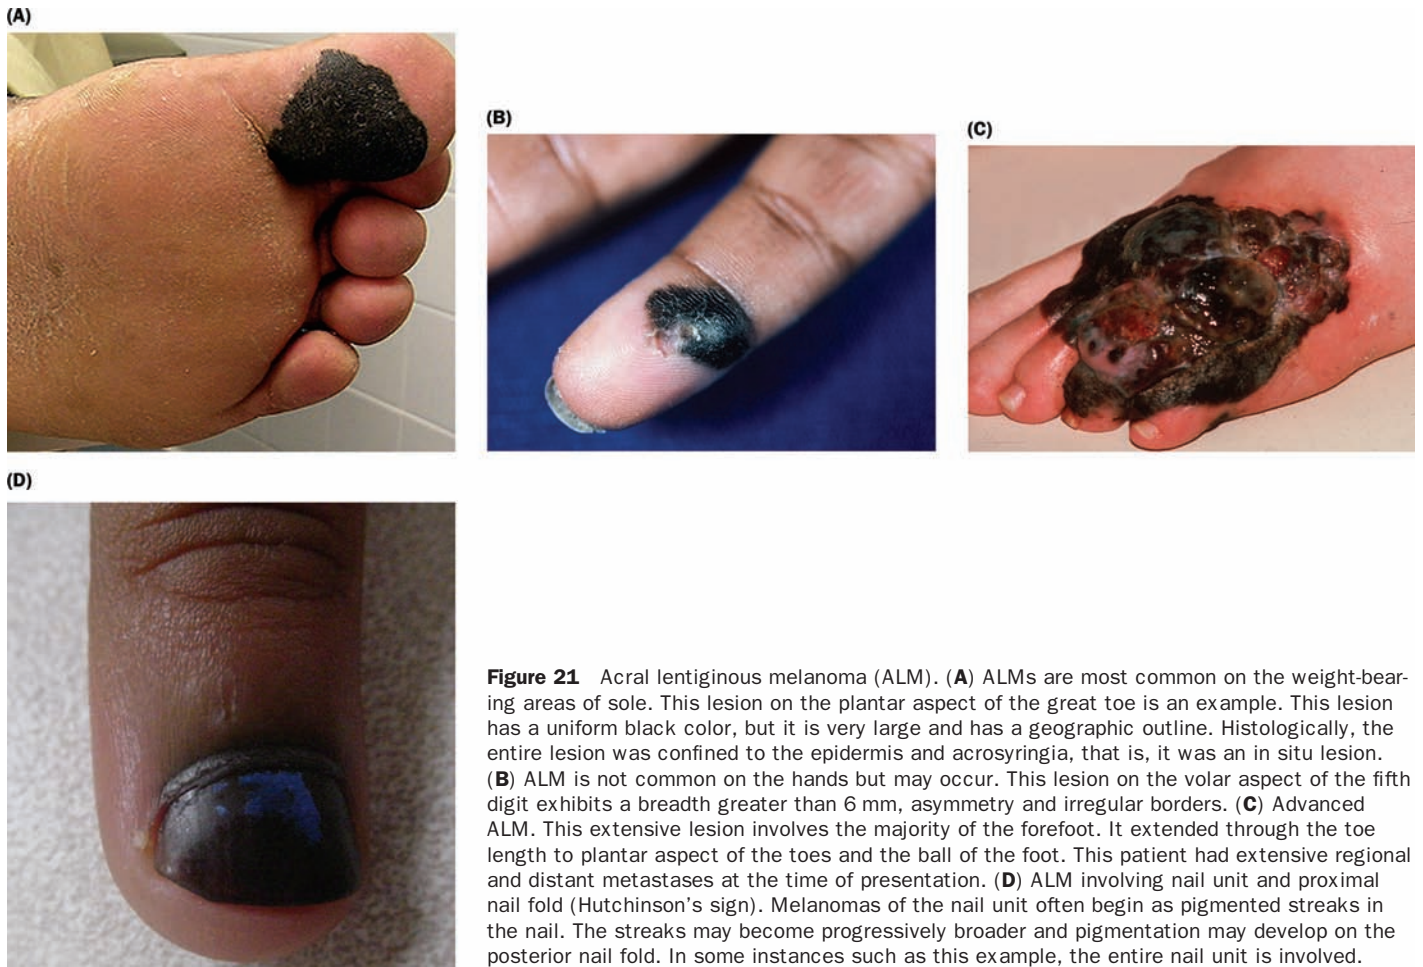 (A)
(B)
(C)
(D)
Figure 21 Acral lentiginous melanoma (ALM). (A) ALMs are most common on the weight-bear-
ing areas of sole. This lesion on the plantar aspect of the great toe is an example. This lesion
has a uniform black color, but it is very large and has a geographic outline. Histologically, the
entire lesion was confined to the epidermis and acrosyringia, that is, it was an in situ lesion.
(B) ALM is not common on the hands but may occur. This lesion on the volar aspect of the fifth
digit exhibits a breadth greater than 6 mm, asymmetry and irregular borders. (C) Advanced
ALM. This extensive lesion involves the majority of the forefoot. It extended through the toe
length to plantar aspect of the toes and the ball of the foot. This patient had extensive regional
and distant metastases at the time of presentation. (D) ALM involving nail unit and proximal
nail fold (Hutchinson's sign). Melanomas of the nail unit often begin as pigmented streaks in
the nail. The streaks may become progressively broader and pigmentation may develop on the
posterior nail fold. In some instances such as this example, the entire nail unit is involved.